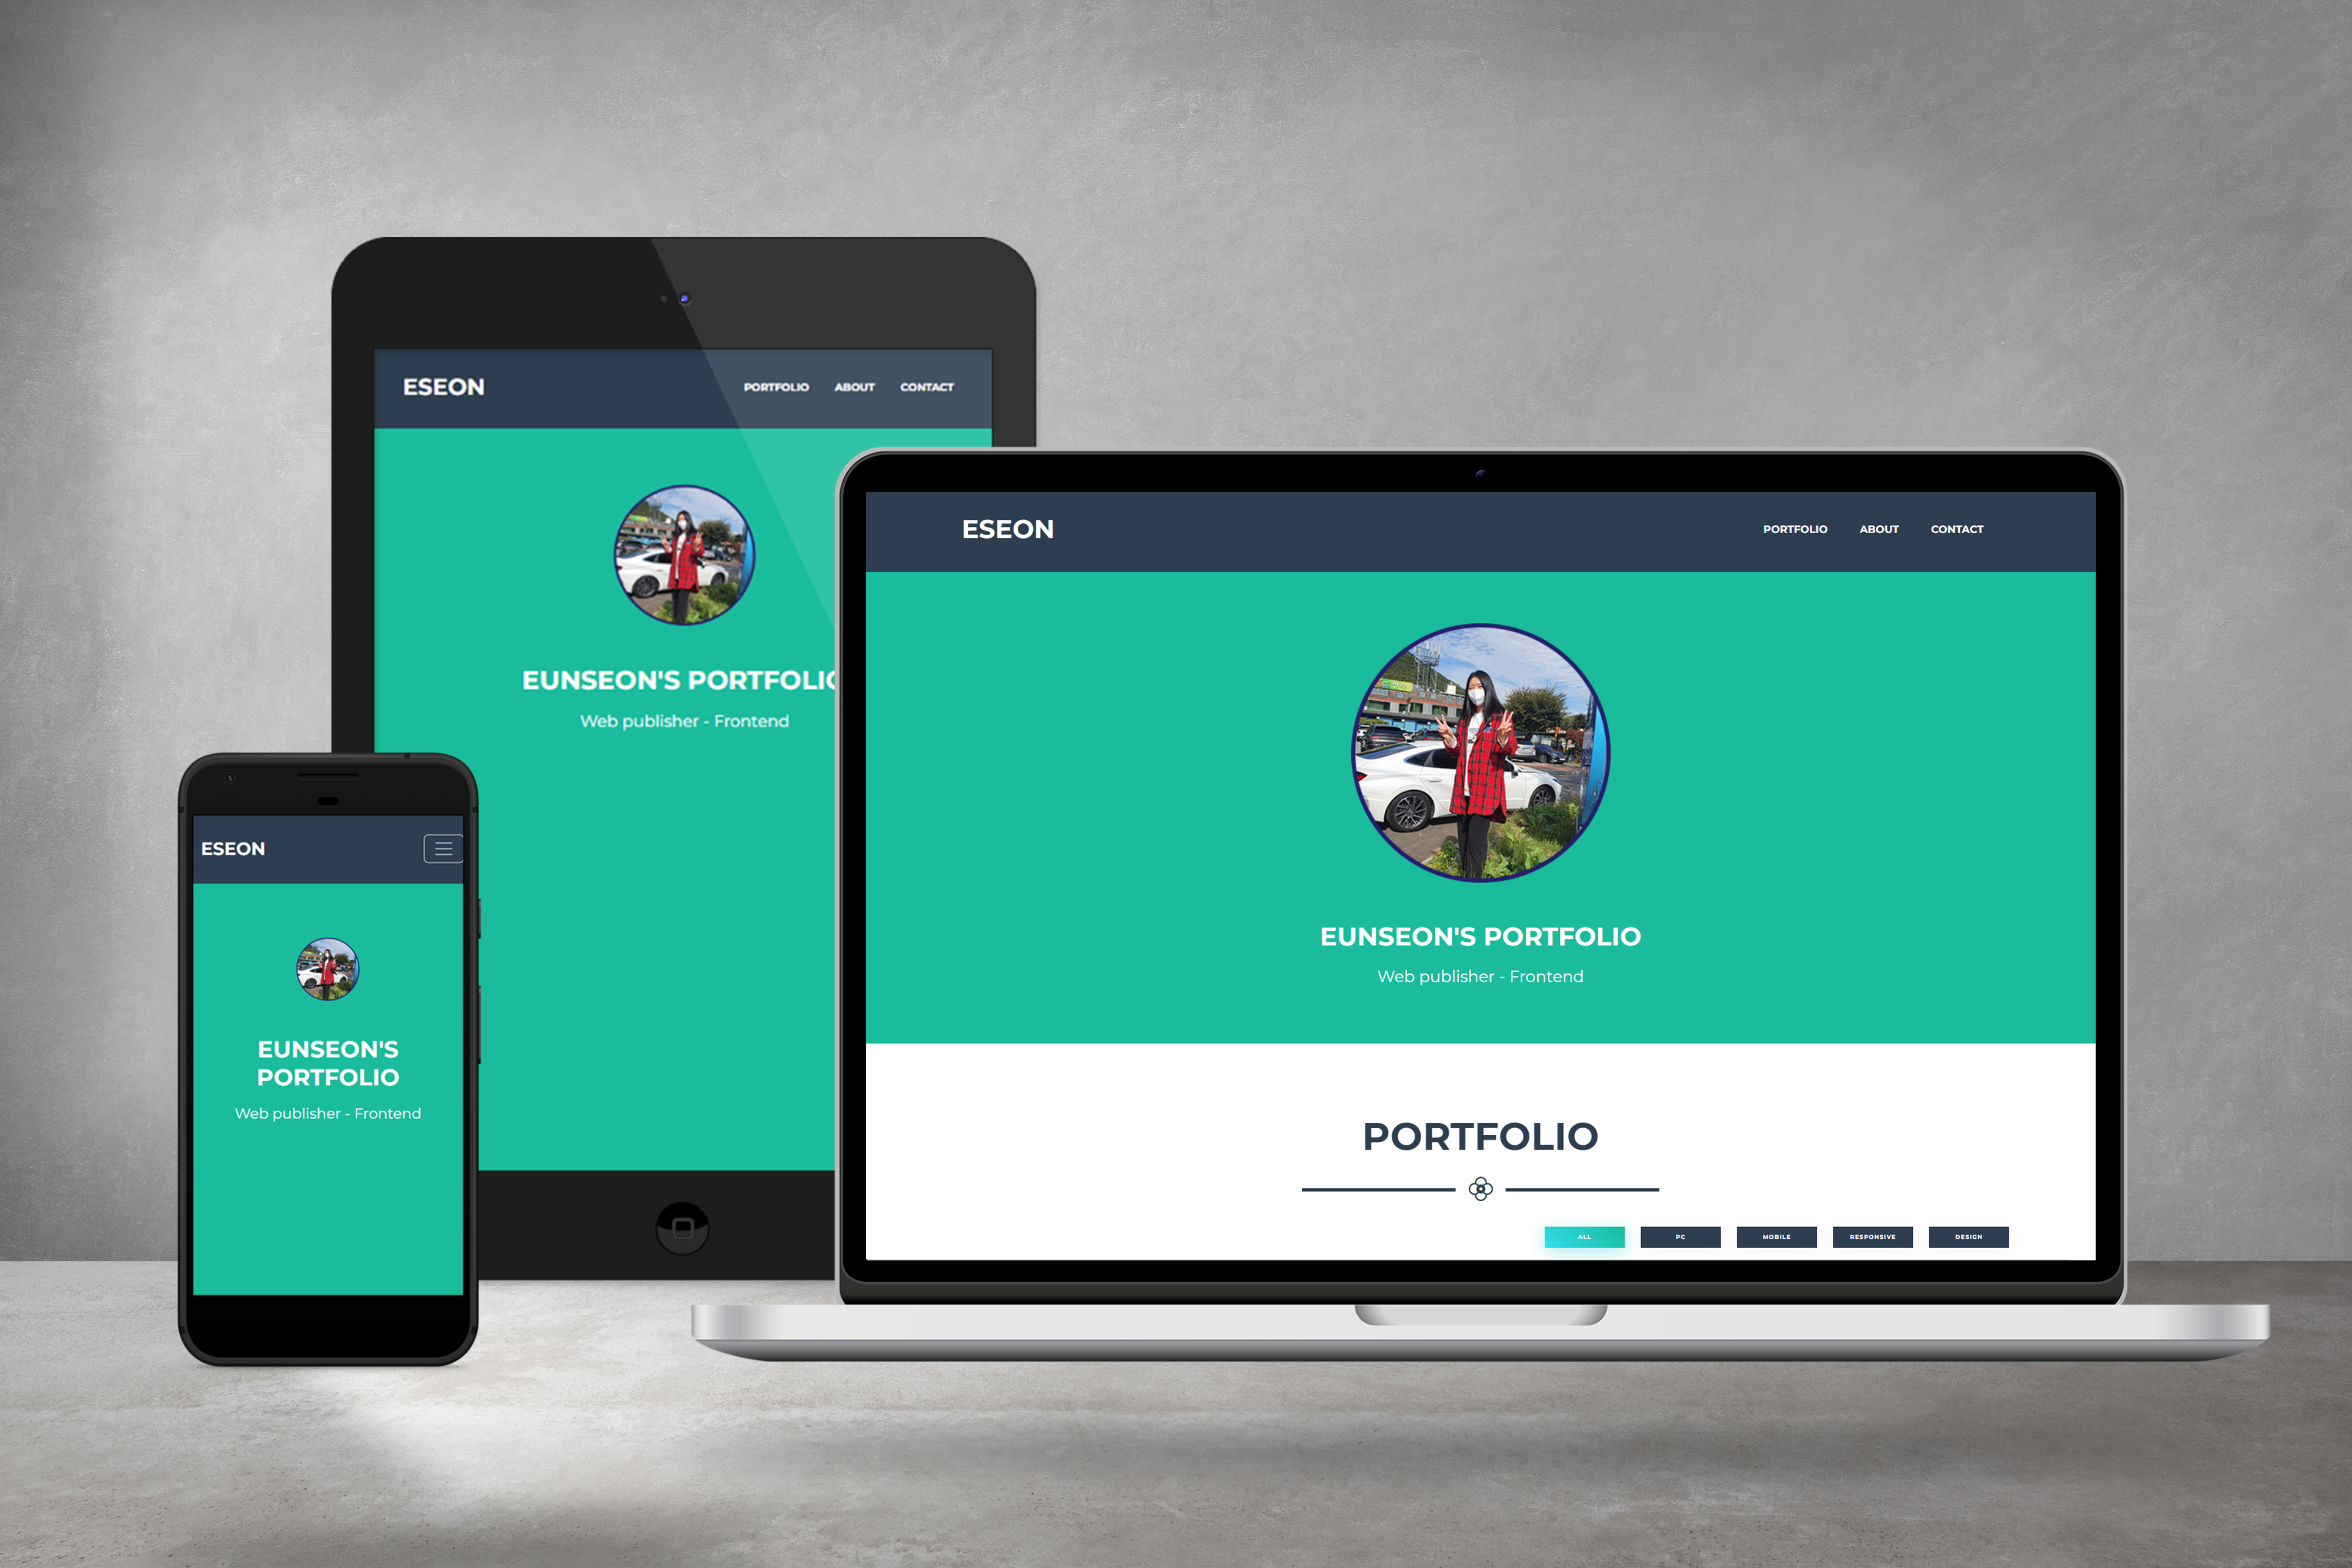 ESEON
PORTFOLIO ABOUT CONTACT
EUNSEON'S PORTFOLIO
Web publisher - Frontend
ESEON
PORTFOLIO ABOUT CONTACT
EUNSEON'S PORTFOLIO
Web publisher - Frontend
PORTFOLIO
ALL PC MOBILE RESPONSIVE DESIGN
ESEON
EUNSEON'S
PORTFOLIO
Web publisher - Frontend